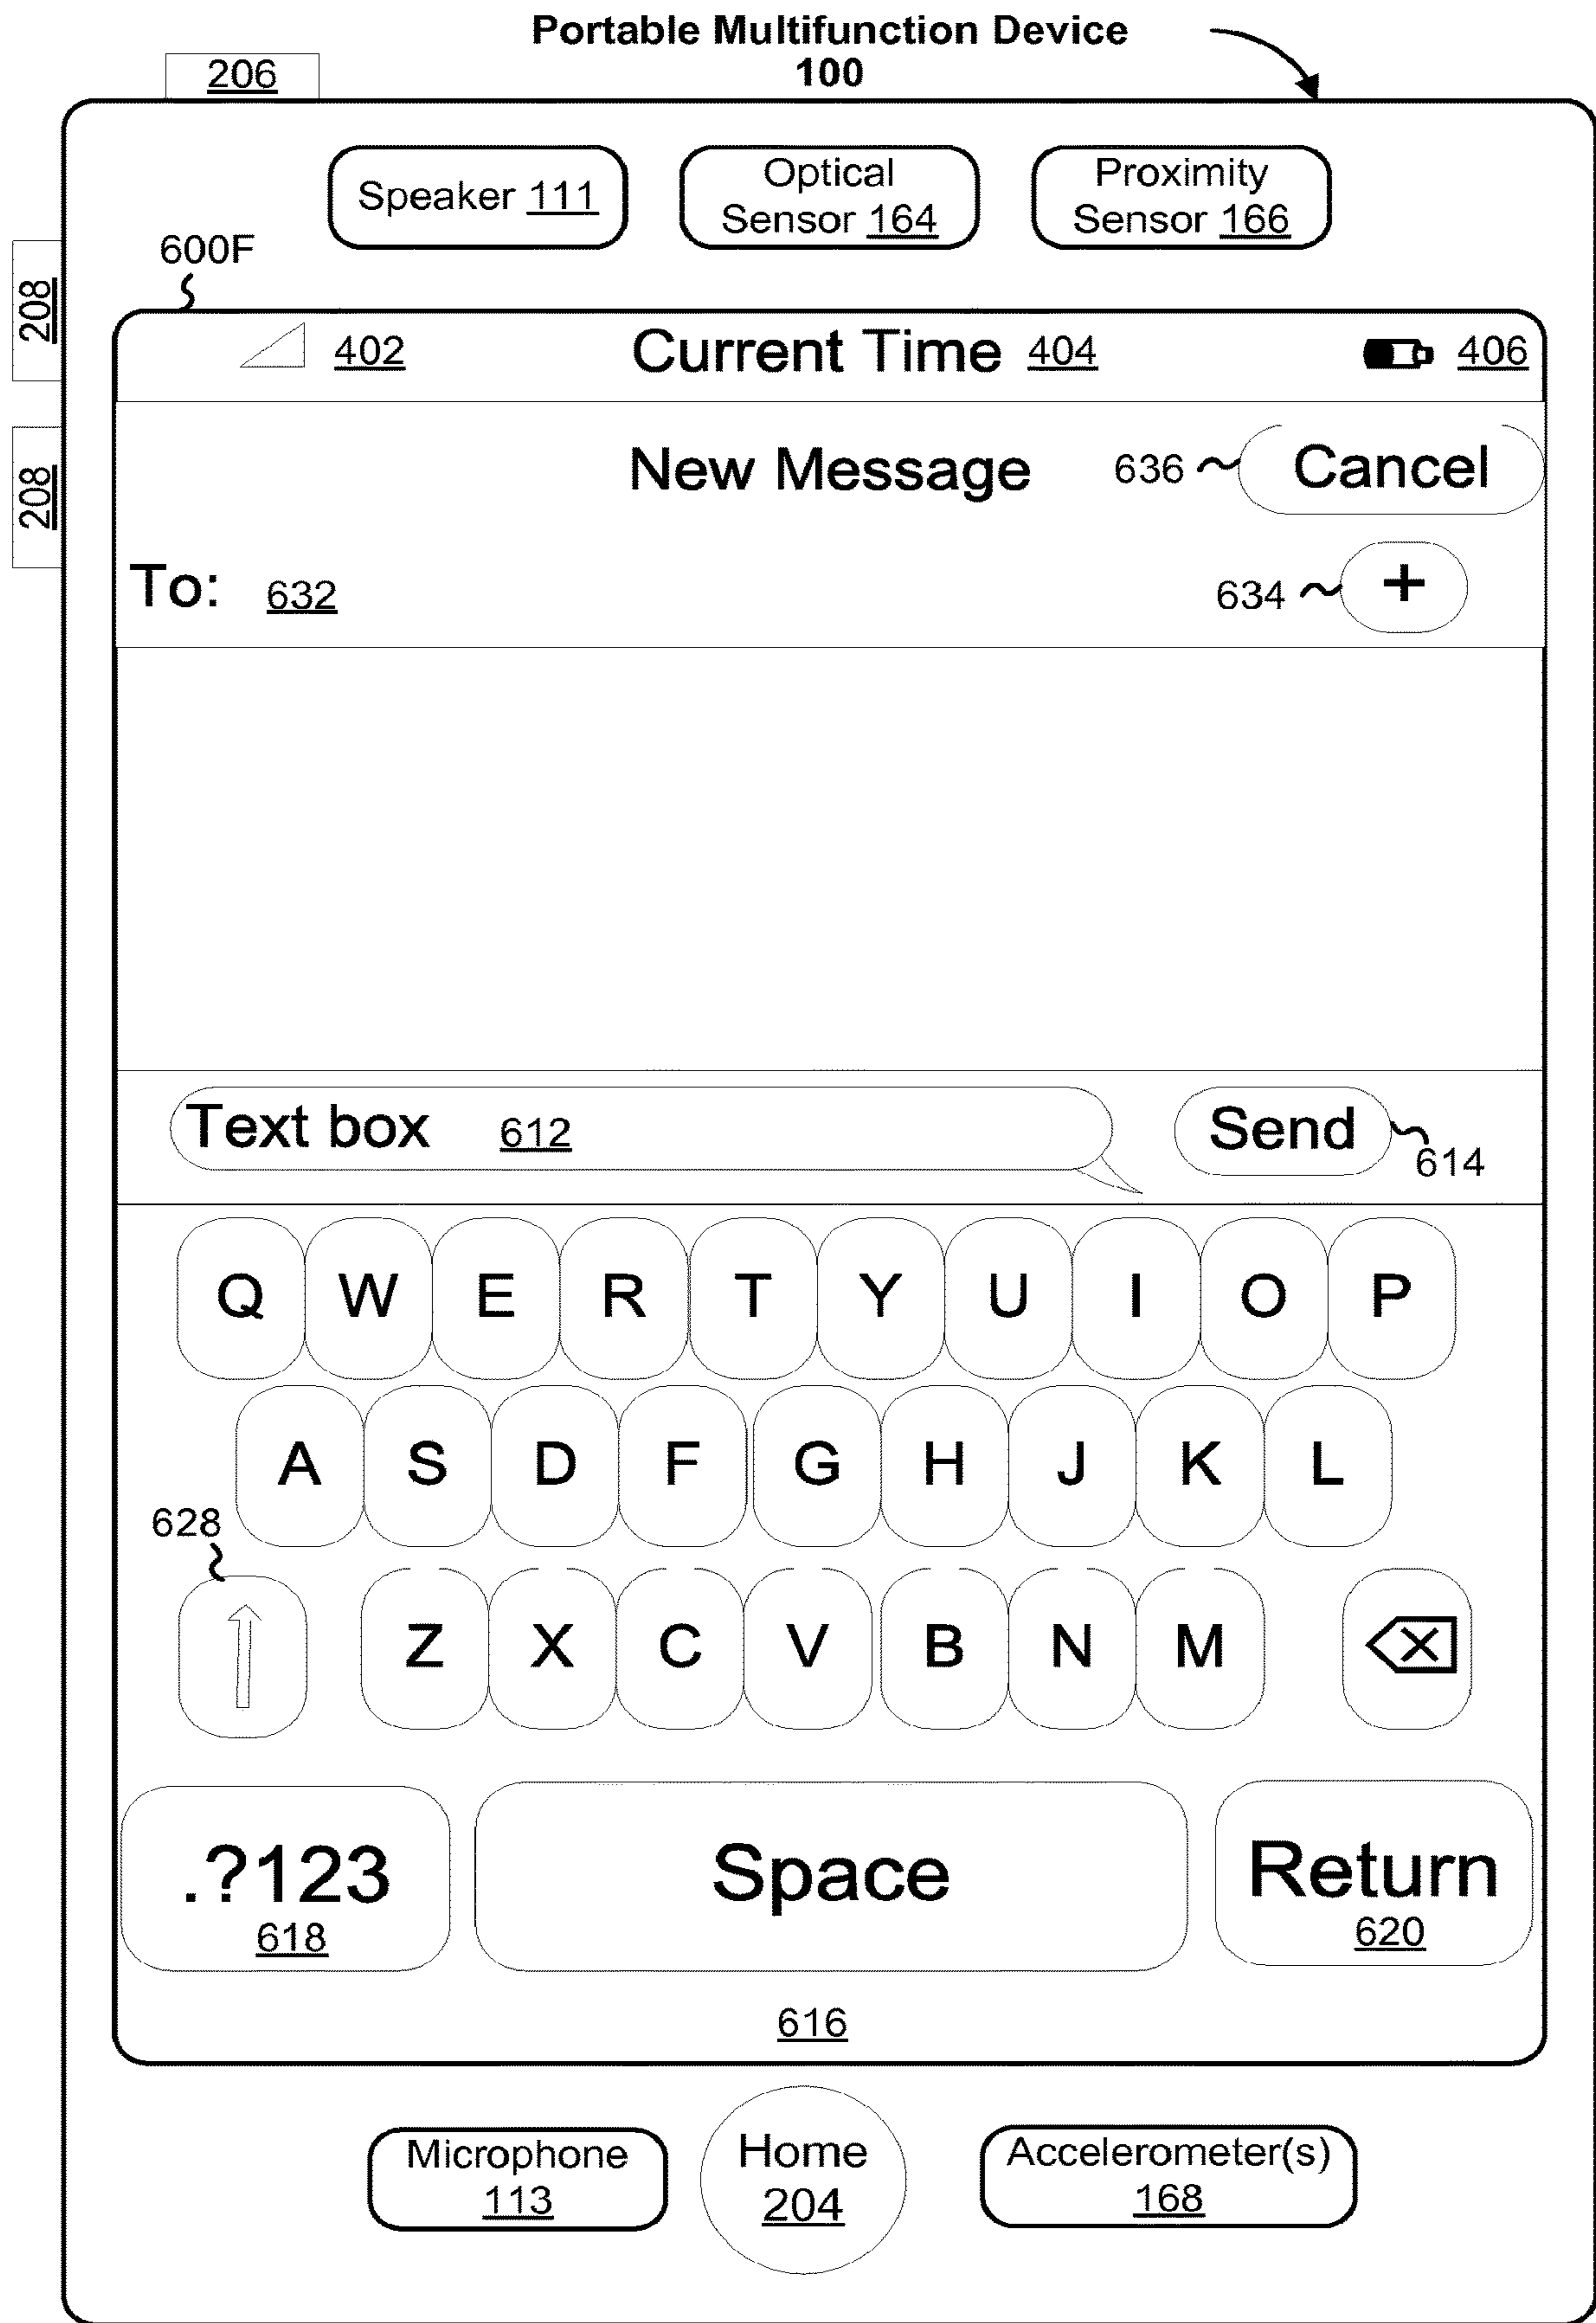 Portable Multifunction Device
100
206
Speaker 111
Optical
Sensor 164
Proximity
Sensor 166
600F
208
208
402
Current Time 404
406
New Message
636
Cancel
To: 632
634
+
Text box 612
Send
614
Q W E R T Y U I O P
A S D F G H J K L
628
Z X C V B N M
.?123
618
Space
Return
620
616
Microphone
113
Home
204
Accelerometer(s)
168